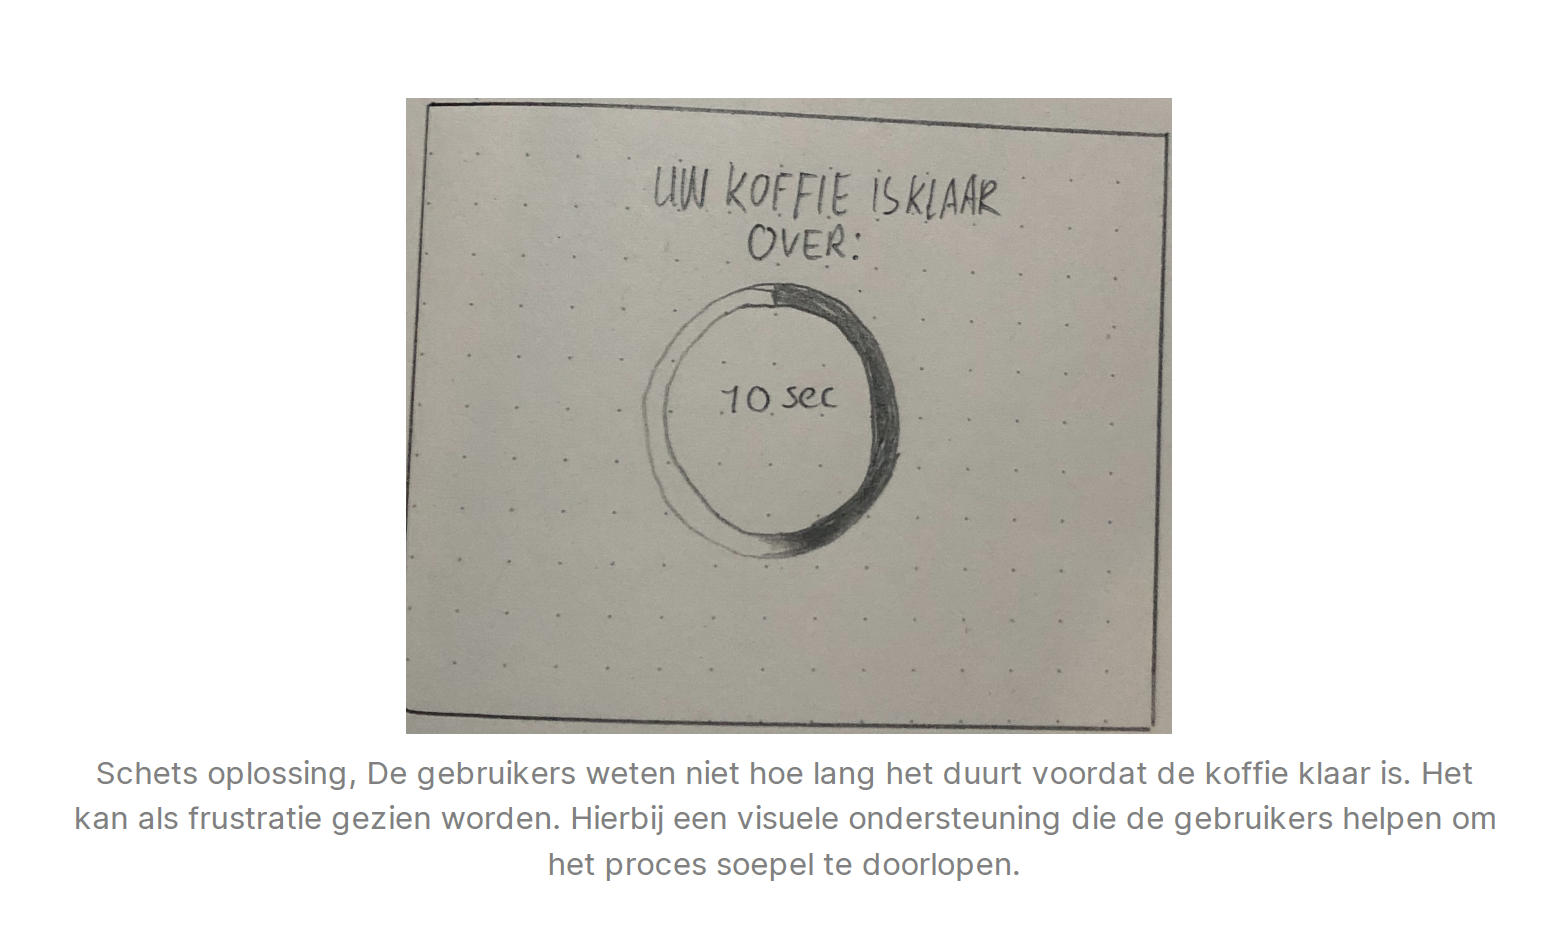 UW KOFFIE IS KLAAR
OVER:
10 sec
Schets oplossing, De gebruikers weten niet hoe lang het duurt voordat de koffie klaar is. Het
kan als frustratie gezien worden. Hierbij een visuele ondersteuning die de gebruikers helpen om
het proces soepel te doorlopen.